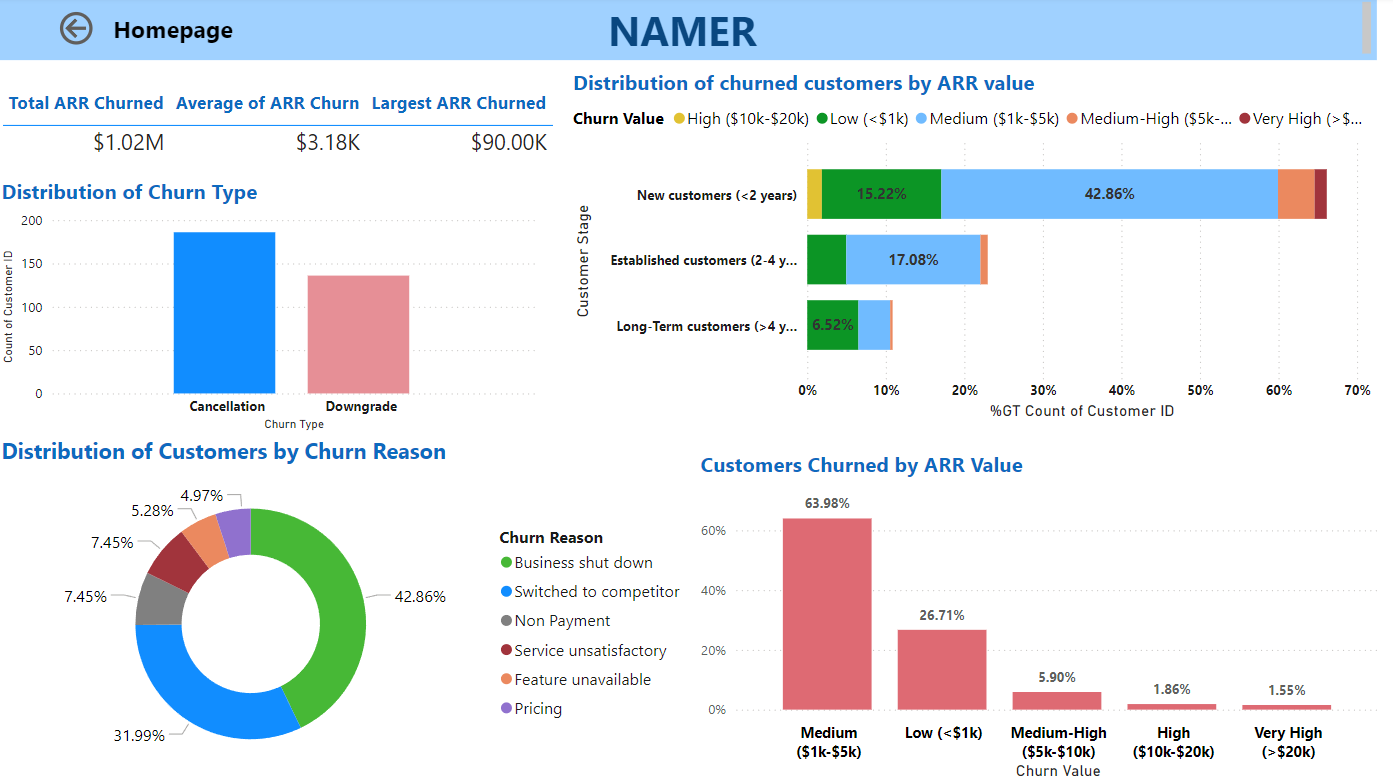 Homepage
NAMER
Total ARR Churned Average of ARR Churn Largest ARR Churned
$1.02M $3.18K $90.00K
Distribution of Churn Type
Count of Customer ID
200
150
100
50
0
Cancellation Downgrade
Churn Type
Distribution of churned customers by ARR value
Churn Value High ($10k-$20k) Low (<$1k) Medium ($1k-$5k) Medium-High ($5k-... Very High (>$...
Customer Stage
New customers (<2 years) 15.22% 42.86%
Established customers (2-4 y... 17.08%
Long-Term customers (>4 y... 6.52%
0% 10% 20% 30% 40% 50% 60% 70%
%GT Count of Customer ID
Distribution of Customers by Churn Reason
4.97%
5.28%
7.45%
7.45%
42.86%
31.99%
Churn Reason
Business shut down
Switched to competitor
Non Payment
Service unsatisfactory
Feature unavailable
Pricing
Customers Churned by ARR Value
60%
40%
20%
0%
63.98%
26.71%
5.90%
1.86%
1.55%
Medium ($1k-$5k)
Low (<$1k)
Medium-High ($5k-$10k)
High ($10k-$20k)
Very High (>$20k)
Churn Value